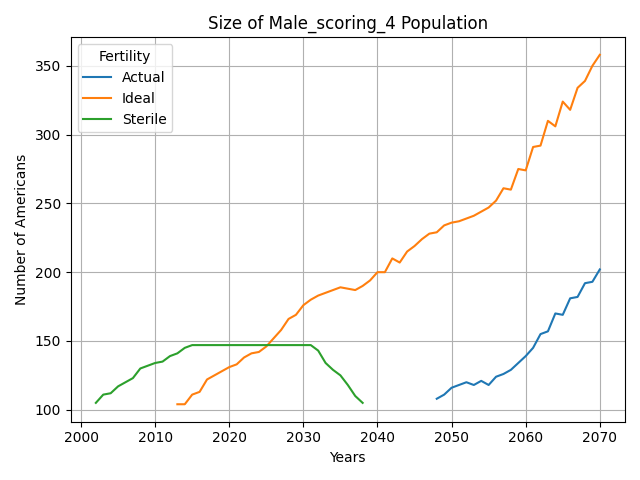 Size of Male_scoring_4 Population
Fertility
Actual
Ideal
Sterile
Number of Americans
350
300
250
200
150
100
2000 2010 2020 2030 2040 2050 2060 2070
Years